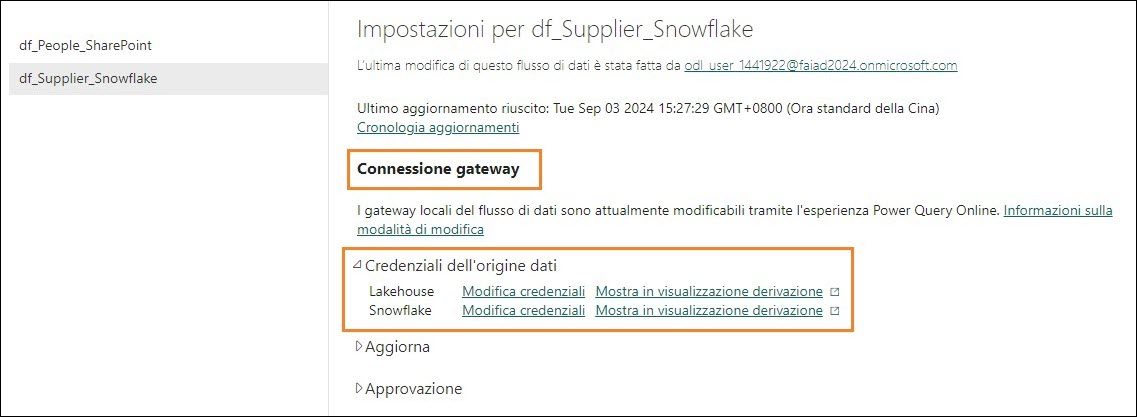 df_People_SharePoint
df_Supplier_Snowflake
Impostazioni per df_Supplier_Snowflake
L'ultima modifica di questo flusso di dati è stata fatta da odl_user_1441922@faiad2024.onmicrosoft.com
Ultimo aggiornamento riuscito: Tue Sep 03 2024 15:27:29 GMT+0800 (Ora standard della Cina)
Cronologia aggiornamenti
Connessione gateway
I gateway locali del flusso di dati sono attualmente modificabili tramite l'esperienza Power Query Online. Informazioni sulla
modalità di modifica
Credenziali dell'origine dati
Lakehouse Modifica credenziali Mostra in visualizzazione derivazione
Snowflake Modifica credenziali Mostra in visualizzazione derivazione
Aggiorna
Approvazione